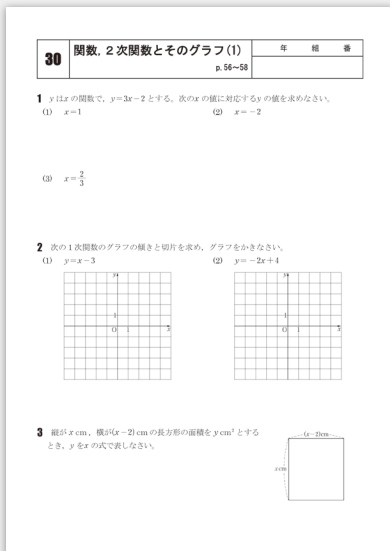 30
関数，2次関数とそのグラフ(1)
p.56～58
年 組 番
1 yはxの関数で，y=3x−2とする。次のxの値に対応するyの値を求めなさい。
(1) x=1
(2) x=−2
(3) x=2/3
2 次の1次関数のグラフの傾きと切片を求め，グラフをかきなさい。
(1) y=x−3
(2) y=−2x+4
y
1
O 1 x
y
1
O 1 x
3 縦がx cm，横が(x−2) cmの長方形の面積をy cm²とする
とき，yをxの式で表しなさい。
(x−2)cm
x cm